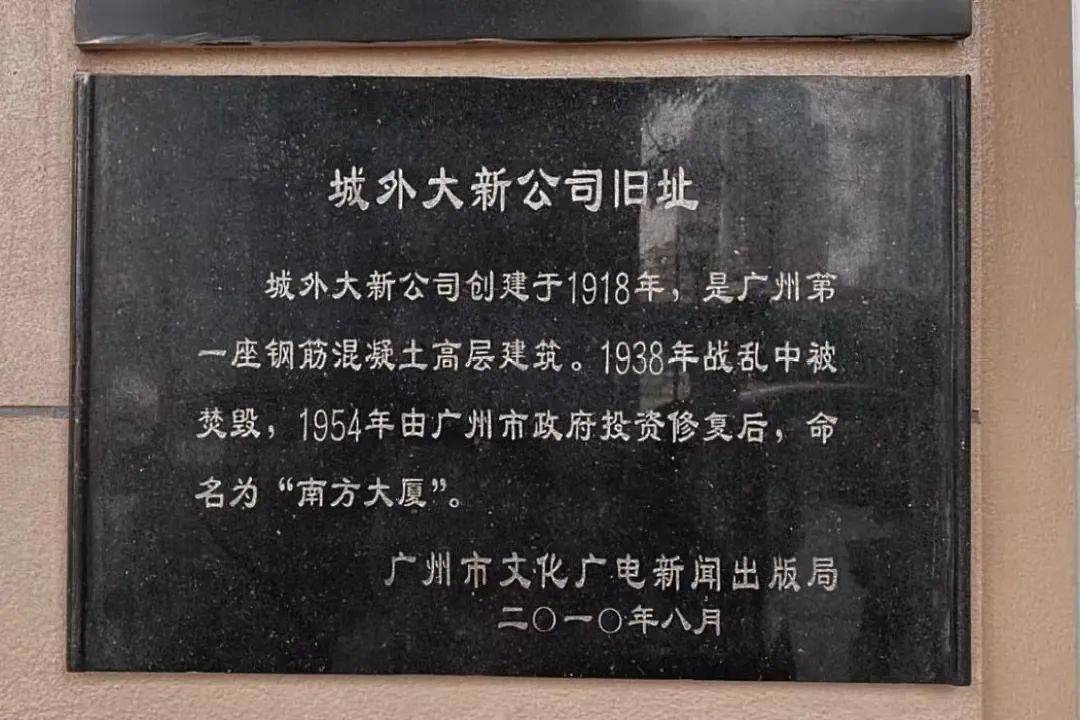 城外大新公司旧址
城外大新公司创建于1918年，是广州第
一座钢筋混凝土高层建筑。1938年战乱中被
焚毁，1954年由广州市政府投资修复后，命
名为“南方大厦”。
广州市文化广电新闻出版局
二〇一〇年八月